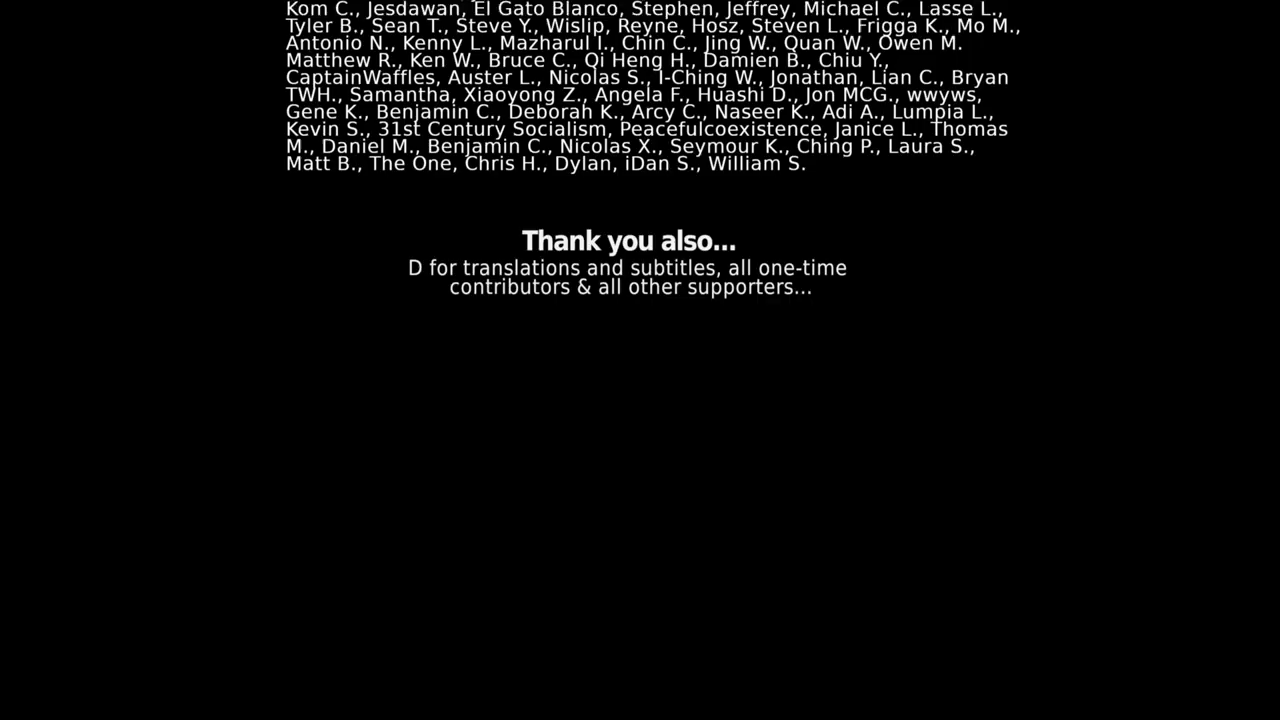 Kom C., Jesdawan, El Gato Blanco, Stephen, Jeffrey, Michael C., Lasse L.,
Tyler B., Sean T., Steve Y., Wislip, Reyne, Hosz, Steven L., Frigga K., Mo M.,
Antonio N., Kenny L., Mazharul I., Chin C., Jing W., Quan W., Owen M.
Matthew R., Ken W., Bruce C., Qi Heng H., Damien B., Chiu Y.,
CaptainWaffles, Auster L., Nicolas S., I-Ching W., Jonathan, Lian C., Bryan
TWH., Samantha, Xiaoyong Z., Angela F., Huashi D., Jon MCG., wwyws,
Gene K., Benjamin C., Deborah K., Arcy C., Naseer K., Adi A., Lumpia L.,
Kevin S., 31st Century Socialism, Peacefulcoexistence, Janice L., Thomas
M., Daniel M., Benjamin C., Nicolas X., Seymour K., Ching P., Laura S.,
Matt B., The One, Chris H., Dylan, iDan S., William S.
Thank you also...
D for translations and subtitles, all one-time
contributors & all other supporters...